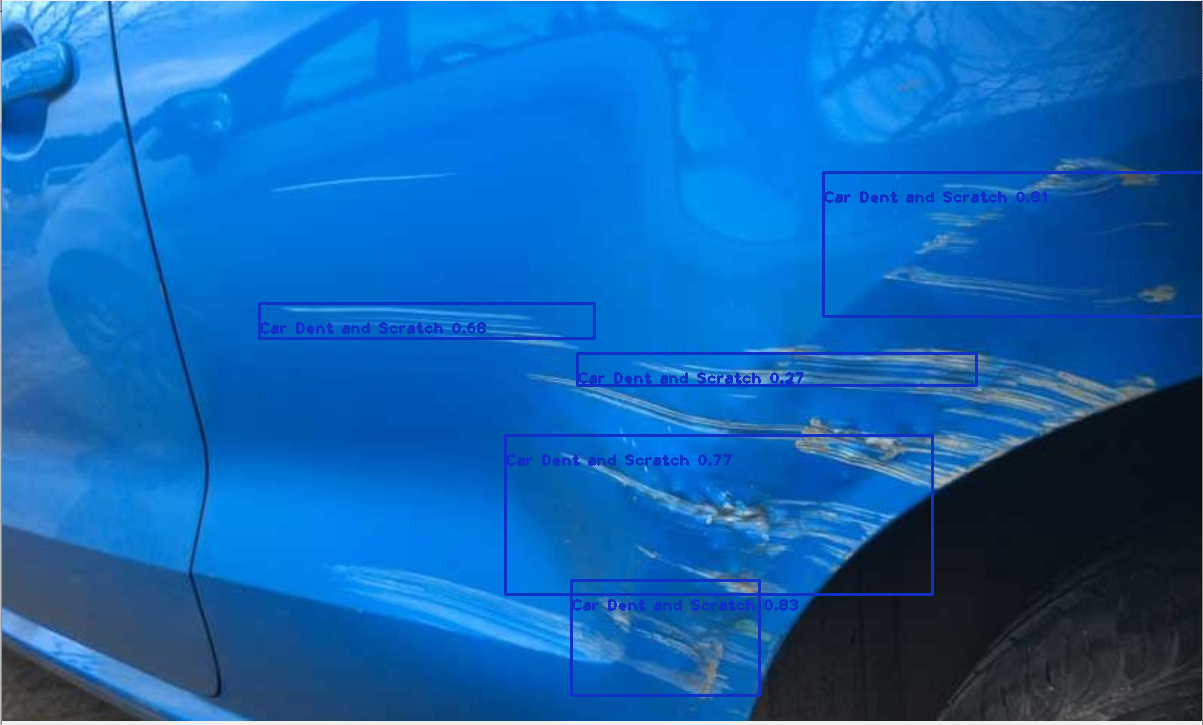 Car Dent and Scratch 0.81
Car Dent and Scratch 0.68
Car Dent and Scratch 0.27
Car Dent and Scratch 0.77
Car Dent and Scratch 0.83